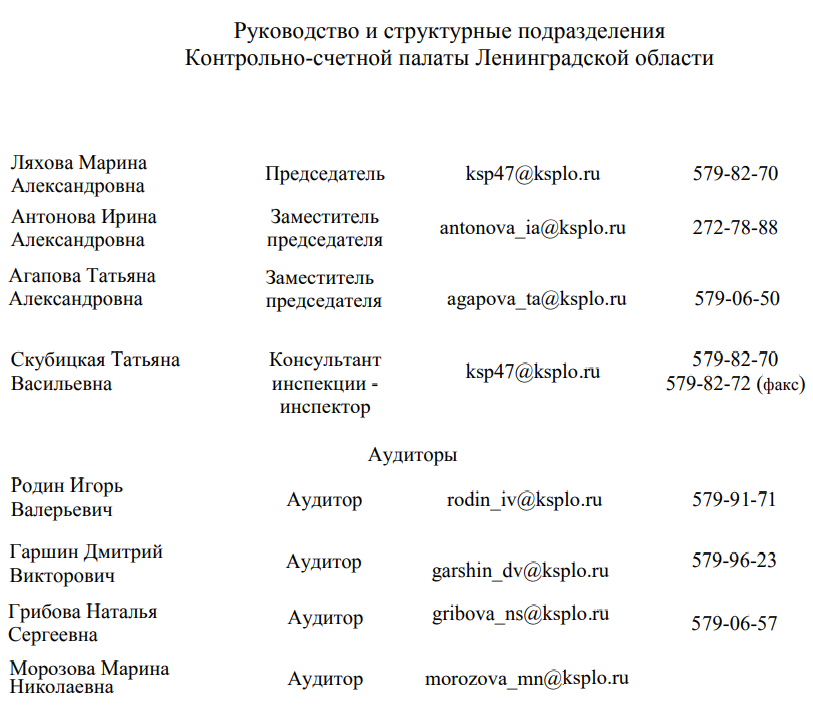 Руководство и структурные подразделения
Контрольно-счетной палаты Ленинградской области
Ляхова Марина
Александровна
Председатель
ksp47@ksplo.ru
579-82-70
Антонова Ирина
Александровна
Заместитель
председателя
antonova_ia@ksplo.ru
272-78-88
Агапова Татьяна
Александровна
Заместитель
председателя
agapova_ta@ksplo.ru
579-06-50
Скубицкая Татьяна
Васильевна
Консультант
инспекции -
инспектор
ksp47@ksplo.ru
579-82-70
579-82-72 (факс)
Аудиторы
Родин Игорь
Валерьевич
Аудитор
rodin_iv@ksplo.ru
579-91-71
Гаршин Дмитрий
Викторович
Аудитор
garshin_dv@ksplo.ru
579-96-23
Грибова Наталья
Сергеевна
Аудитор
gribova_ns@ksplo.ru
579-06-57
Морозова Марина
Николаевна
Аудитор
morozova_mn@ksplo.ru